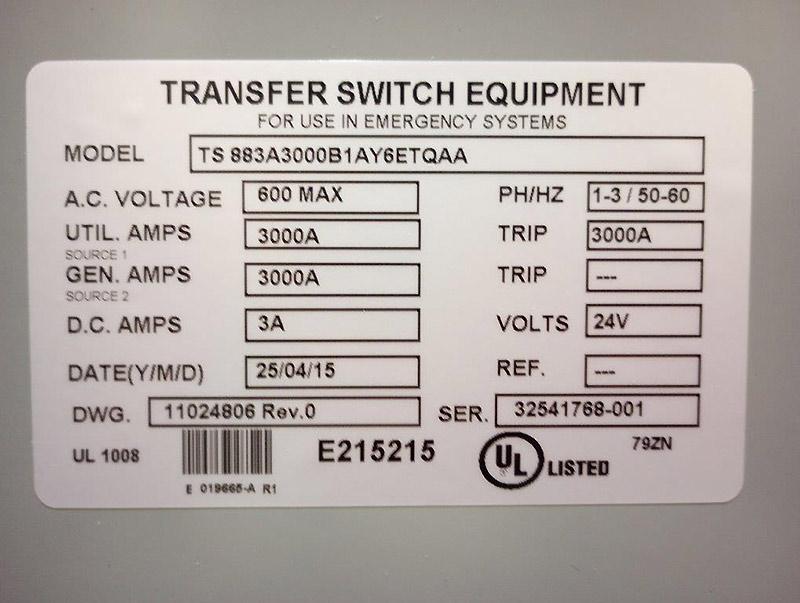 TRANSFER SWITCH EQUIPMENT
FOR USE IN EMERGENCY SYSTEMS
MODEL TS 883A3000B1AY6ETQAA
A.C. VOLTAGE 600 MAX PH/HZ 1-3 / 50-60
UTIL. AMPS 3000A TRIP 3000A
SOURCE 1
GEN. AMPS 3000A TRIP ---
SOURCE 2
D.C. AMPS 3A VOLTS 24V
DATE(Y/M/D) 25/04/15 REF. ---
DWG. 11024806 Rev.0 SER. 32541768-001
UL 1008 E215215 UL LISTED 79ZN
E 019665-A R1